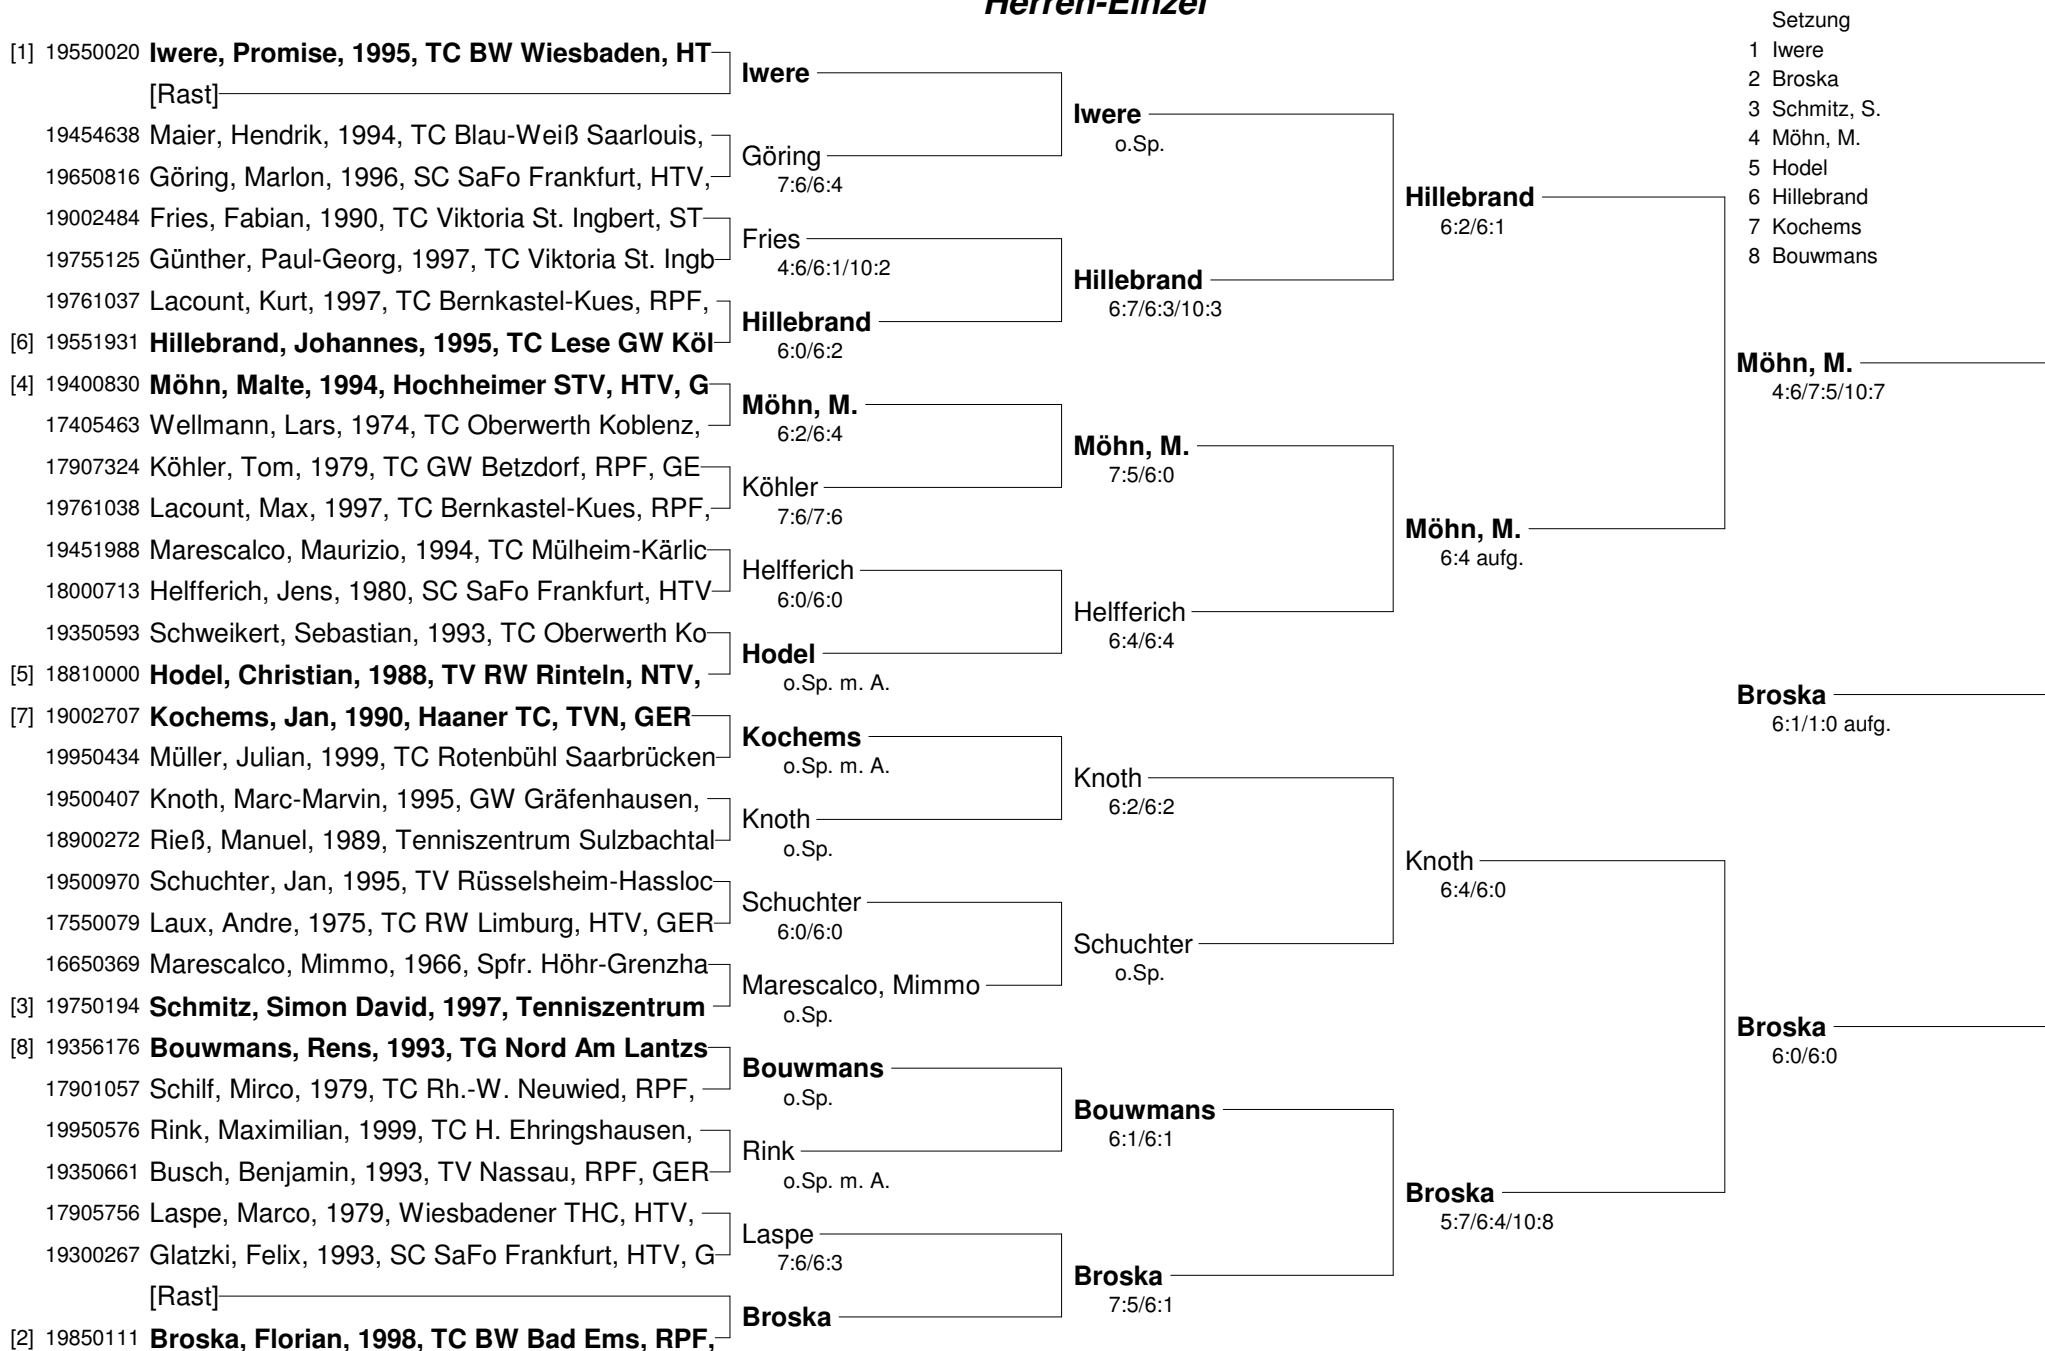 Herren-Einzel
Setzung
1 Iwere
2 Broska
3 Schmitz, S.
4 Möhn, M.
5 Hodel
6 Hillebrand
7 Kochems
8 Bouwmans
[1] 19550020 Iwere, Promise, 1995, TC BW Wiesbaden, HT
[Rast]
19454638 Maier, Hendrik, 1994, TC Blau-Weiß Saarlouis,
19650816 Göring, Marlon, 1996, SC SaFo Frankfurt, HTV,
19002484 Fries, Fabian, 1990, TC Viktoria St. Ingbert, ST
19755125 Günther, Paul-Georg, 1997, TC Viktoria St. Ingb
19761037 Lacount, Kurt, 1997, TC Bernkastel-Kues, RPF,
[6] 19551931 Hillebrand, Johannes, 1995, TC Lese GW Köl
[4] 19400830 Möhn, Malte, 1994, Hochheimer STV, HTV, G
17405463 Wellmann, Lars, 1974, TC Oberwerth Koblenz,
17907324 Köhler, Tom, 1979, TC GW Betzdorf, RPF, GE
19761038 Lacount, Max, 1997, TC Bernkastel-Kues, RPF,
19451988 Marescalco, Maurizio, 1994, TC Mülheim-Kärlic
18000713 Helfferich, Jens, 1980, SC SaFo Frankfurt, HTV
19350593 Schweikert, Sebastian, 1993, TC Oberwerth Ko
[5] 18810000 Hodel, Christian, 1988, TV RW Rinteln, NTV,
[7] 19002707 Kochems, Jan, 1990, Haaner TC, TVN, GER
19950434 Müller, Julian, 1999, TC Rotenbühl Saarbrücken
19500407 Knoth, Marc-Marvin, 1995, GW Gräfenhausen,
18900272 Rieß, Manuel, 1989, Tenniszentrum Sulzbachtal
19500970 Schuchter, Jan, 1995, TV Rüsselsheim-Hassloc
17550079 Laux, Andre, 1975, TC RW Limburg, HTV, GER
16650369 Marescalco, Mimmo, 1966, Spfr. Höhr-Grenzha
[3] 19750194 Schmitz, Simon David, 1997, Tenniszentrum
[8] 19356176 Bouwmans, Rens, 1993, TG Nord Am Lantzs
17901057 Schilf, Mirco, 1979, TC Rh.-W. Neuwied, RPF,
19950576 Rink, Maximilian, 1999, TC H. Ehringshausen,
19350661 Busch, Benjamin, 1993, TV Nassau, RPF, GER
17905756 Laspe, Marco, 1979, Wiesbadener THC, HTV,
19300267 Glatzki, Felix, 1993, SC SaFo Frankfurt, HTV, G
[Rast]
[2] 19850111 Broska, Florian, 1998, TC BW Bad Ems, RPF,
Iwere
Göring
7:6/6:4
Fries
4:6/6:1/10:2
Hillebrand
6:0/6:2
Möhn, M.
6:2/6:4
Köhler
7:6/7:6
Helfferich
6:0/6:0
Hodel
o.Sp. m. A.
Kochems
o.Sp. m. A.
Knoth
o.Sp.
Schuchter
6:0/6:0
Marescalco, Mimmo
o.Sp.
Bouwmans
o.Sp.
Rink
o.Sp. m. A.
Laspe
7:6/6:3
Broska
Iwere
o.Sp.
Hillebrand
6:7/6:3/10:3
Möhn, M.
7:5/6:0
Helfferich
6:4/6:4
Knoth
6:2/6:2
Schuchter
o.Sp.
Bouwmans
6:1/6:1
Broska
7:5/6:1
Hillebrand
6:2/6:1
Möhn, M.
6:4 aufg.
Knoth
6:4/6:0
Broska
5:7/6:4/10:8
Möhn, M.
4:6/7:5/10:7
Broska
6:1/1:0 aufg.
Broska
6:0/6:0